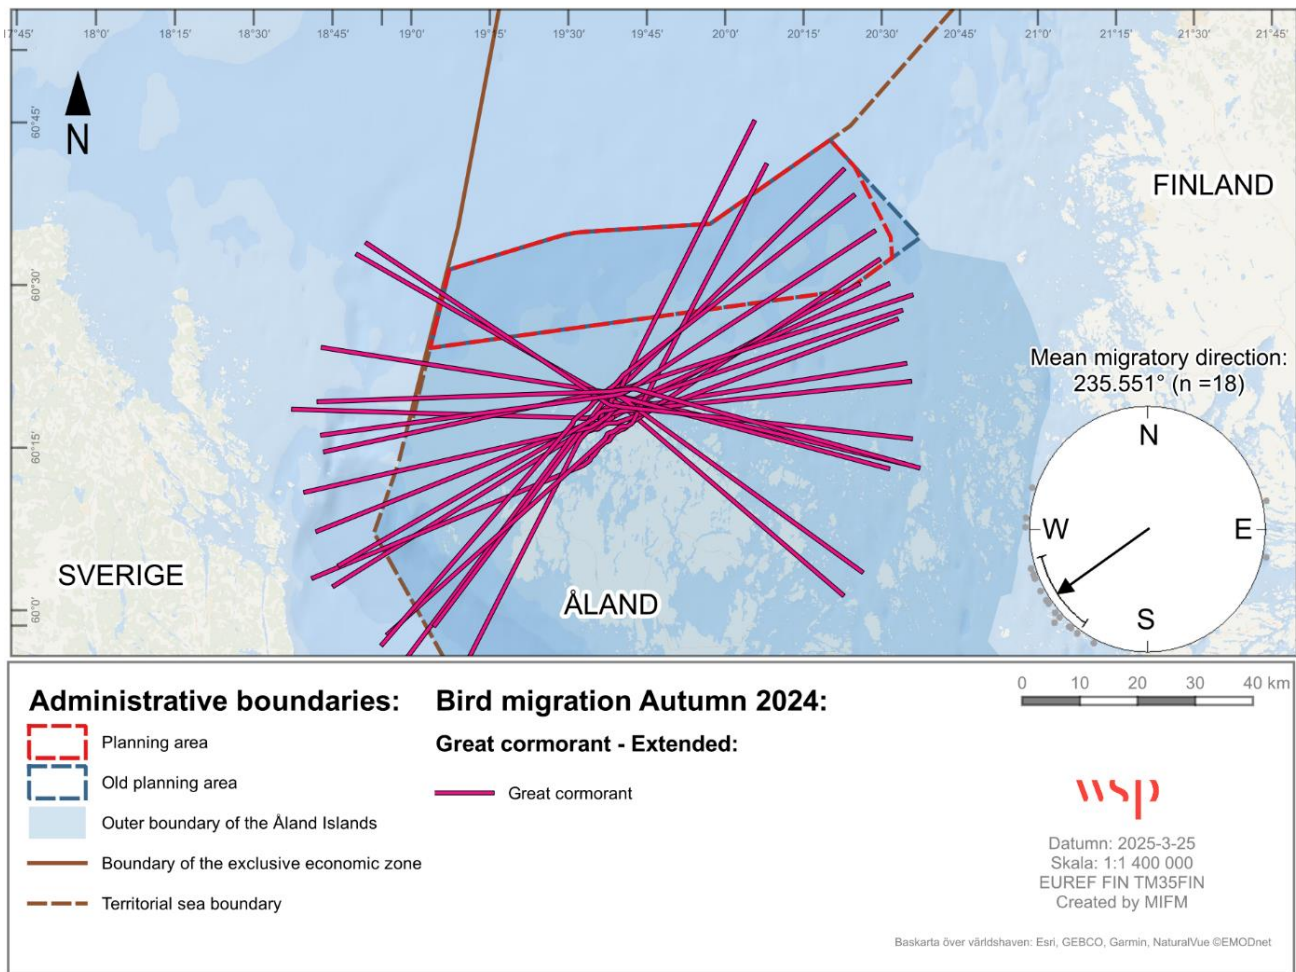 17°45' 18°0' 18°15' 18°30' 18°45' 19°0' 19°15' 19°30' 19°45' 20°0' 20°15' 20°30' 20°45' 21°0' 21°15' 21°30' 21°45'
60°45'
N
FINLAND
60°30'
Mean migratory direction:
235.551° (n =18)
N
60°15'
W
E
SVERIGE
ÅLAND
S
60°0'
Administrative boundaries:
Planning area
Old planning area
Outer boundary of the Åland Islands
Boundary of the exclusive economic zone
Territorial sea boundary
Bird migration Autumn 2024:
Great cormorant - Extended:
Great cormorant
0 10 20 30 40 km
wsp
Datumn: 2025-3-25
Skala: 1:1 400 000
EUREF FIN TM35FIN
Created by MIFM
Baskarta över världshaven: Esri, GEBCO, Garmin, NaturalVue ©EMODnet